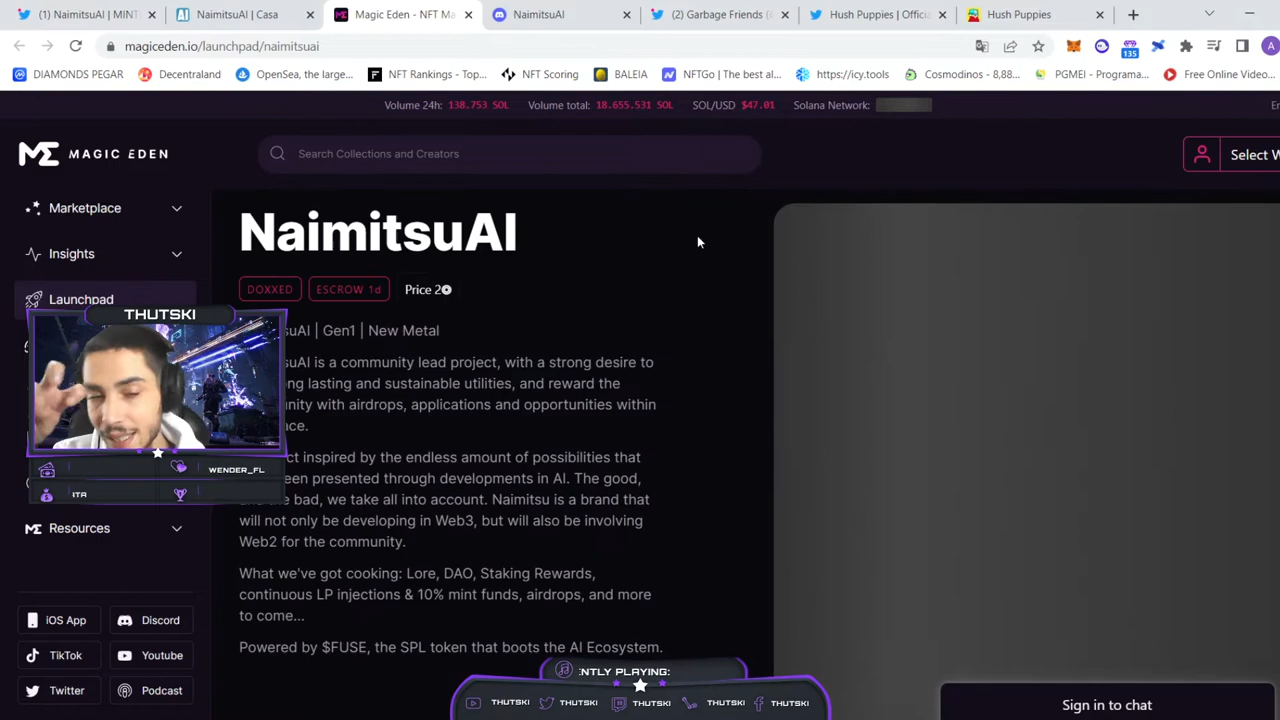 NaimitsuAI | MINT
NaimitsuAI | Casa
Magic Eden - NFT Ma
NaimitsuAI
(2) Garbage Friends (
Hush Puppies | Offici
Hush Puppies
magiceden.io/launchpad/naimitsuai
135
A
DIAMONDS PEGAR
Decentraland
OpenSea, the large...
NFT Rankings - Top...
NFT Scoring
BALEIA
NFTGo | The best al...
https://icy.tools
Cosmodinos - 8,88...
PGMEI - Programa...
Free Online Video...
Volume 24h: 138.753 SOL
Volume total: 18.655.531 SOL
SOL/USD $47.01
Solana Network:
MAGIC EDEN
Search Collections and Creators
Select W
Marketplace
Insights
Launchpad
Resources
iOS App
Discord
TikTok
Youtube
Twitter
Podcast
NaimitsuAI
DOXXED
ESCROW 1d
Price 2
suAI | Gen1 | New Metal
suAI is a community lead project, with a strong desire to
ng lasting and sustainable utilities, and reward the
unity with airdrops, applications and opportunities within
nce.
ct inspired by the endless amount of possibilities that
een presented through developments in AI. The good,
he bad, we take all into account. Naimitsu is a brand that
will not only be developing in Web3, but will also be involving
Web2 for the community.
What we've got cooking: Lore, DAO, Staking Rewards,
continuous LP injections & 10% mint funds, airdrops, and more
to come...
Powered by $FUSE, the SPL token that boots the AI Ecosystem.
THUTSKI
WENDER_FL
ITA
NTLY PLAYING:
THUTSKI
THUTSKI
THUTSKI
THUTSKI
THUTSKI
Sign in to chat